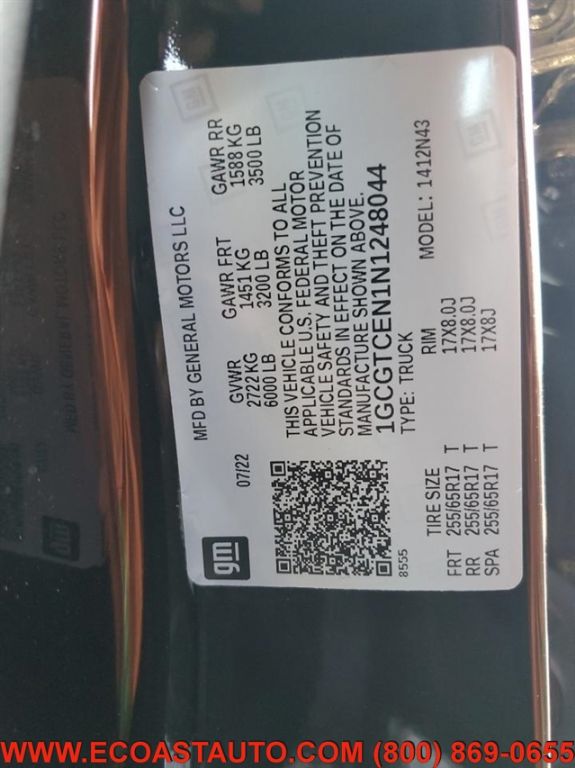 gm
MFD BY GENERAL MOTORS LLC
07/22
GVWR GAWR FRT GAWR RR
2722 KG 1451 KG 1588 KG
6000 LB 3200 LB 3500 LB
THIS VEHICLE CONFORMS TO ALL
APPLICABLE U.S. FEDERAL MOTOR
VEHICLE SAFETY AND THEFT PREVENTION
STANDARDS IN EFFECT ON THE DATE OF
MANUFACTURE SHOWN ABOVE.
1GCGTCEN1N1248044
TYPE: TRUCK MODEL: 1412N43
8555
TIRE SIZE RIM
FRT 255/65R17 T 17X8.0J
RR 255/65R17 T 17X8.0J
SPA 255/65R17 T 17X8J
WWW.ECOASTAUTO.COM (800) 869-0655